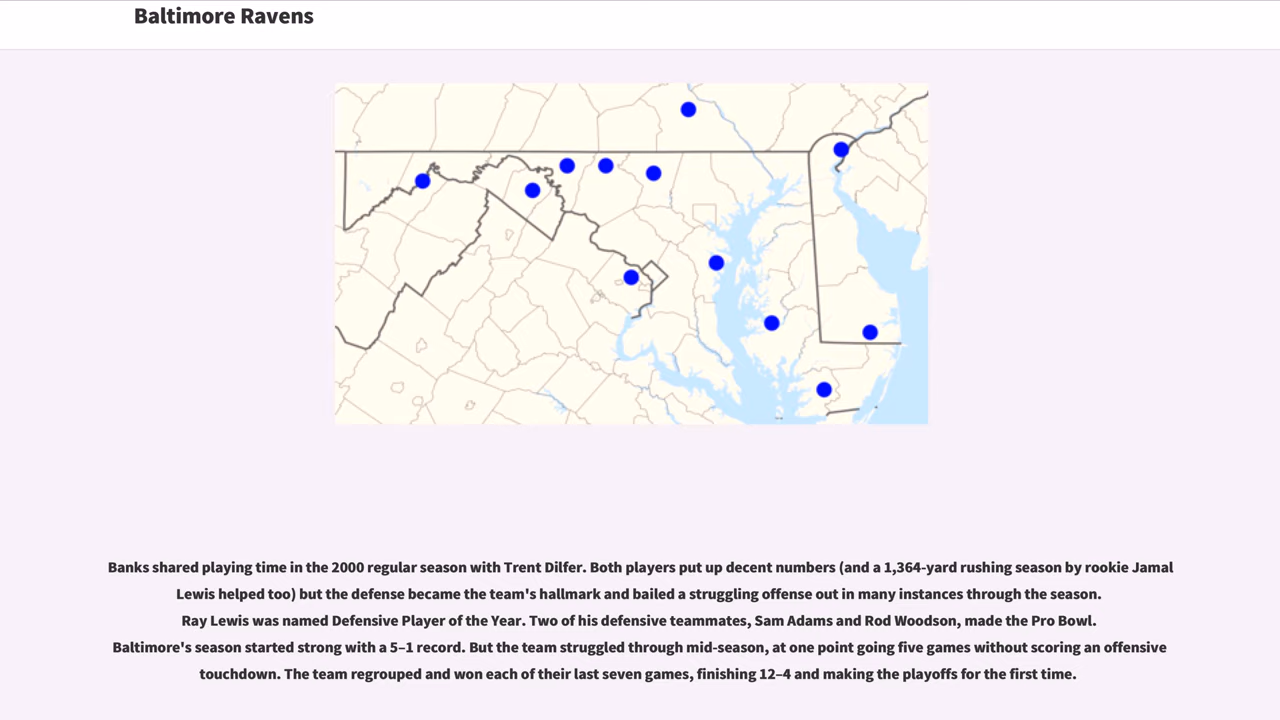 Baltimore Ravens
Banks shared playing time in the 2000 regular season with Trent Dilfer. Both players put up decent numbers (and a 1,364-yard rushing season by rookie Jamal
Lewis helped too) but the defense became the team's hallmark and bailed a struggling offense out in many instances through the season.
Ray Lewis was named Defensive Player of the Year. Two of his defensive teammates, Sam Adams and Rod Woodson, made the Pro Bowl.
Baltimore's season started strong with a 5–1 record. But the team struggled through mid-season, at one point going five games without scoring an offensive
touchdown. The team regrouped and won each of their last seven games, finishing 12–4 and making the playoffs for the first time.